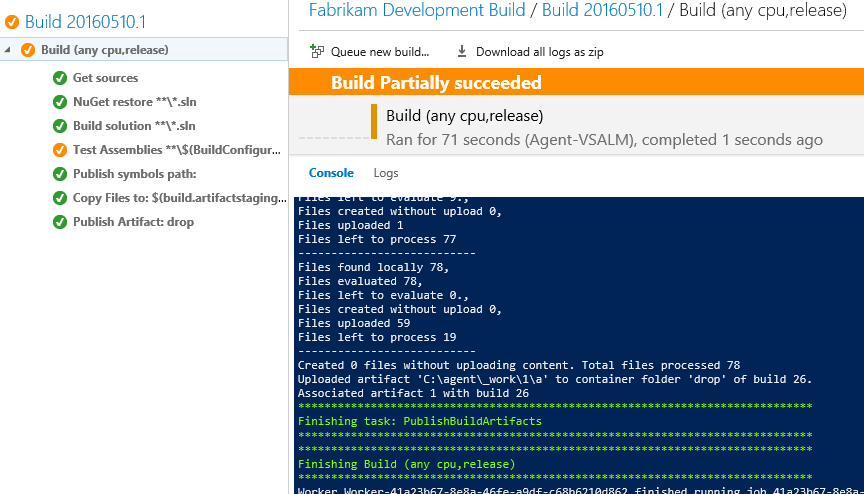 Build 20160510.1
Build (any cpu,release)
Get sources
NuGet restore **\*.sln
Build solution **\*.sln
Test Assemblies **\$(BuildConfigur...
Publish symbols path:
Copy Files to: $(build.artifactstaging...
Publish Artifact: drop
Fabrikam Development Build / Build 20160510.1 / Build (any cpu,release)
Queue new build...
Download all logs as zip
Build Partially succeeded
Build (any cpu,release)
Ran for 71 seconds (Agent-VSALM), completed 1 seconds ago
Console
Logs
Files left to evaluate 9.,
Files created without upload 0,
Files uploaded 1
Files left to process 77
---------------------------
Files found locally 78,
Files evaluated 78,
Files left to evaluate 0.,
Files created without upload 0,
Files uploaded 59
Files left to process 19
---------------------------
Created 0 files without uploading content. Total files processed 78
Uploaded artifact 'C:\agent\_work\1\a' to container folder 'drop' of build 26.
Associated artifact 1 with build 26
******************************************************************************
Finishing task: PublishBuildArtifacts
******************************************************************************
******************************************************************************
Finishing Build (any cpu,release)
******************************************************************************
Worker Worker-41a23b67-8e8a-46fe-a9df-c68b6210d862 finished running job 41a23b67-8e8a-